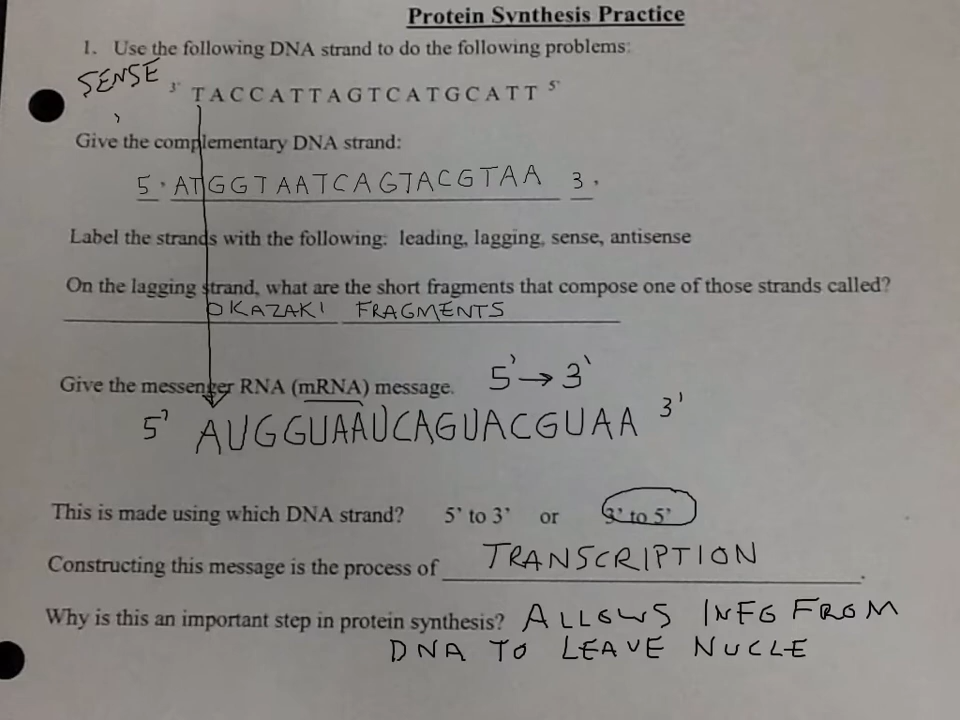 Protein Synthesis Practice
1. Use the following DNA strand to do the following problems:
SENSE 3' TACCATTAGTCATGCATT 5'
Give the complementary DNA strand:
5' ATGGTAATCAGTACGTAA 3'
Label the strands with the following: leading, lagging, sense, antisense
On the lagging strand, what are the short fragments that compose one of those strands called?
OKAZAKI FRAGMENTS
Give the messenger RNA (mRNA) message. 5' → 3'
5' AUGGUAAUCAGUACGUAA 3'
This is made using which DNA strand? 5' to 3' or 3' to 5'
Constructing this message is the process of TRANSCRIPTION.
Why is this an important step in protein synthesis? ALLOWS INFO FROM
DNA TO LEAVE NUCLE